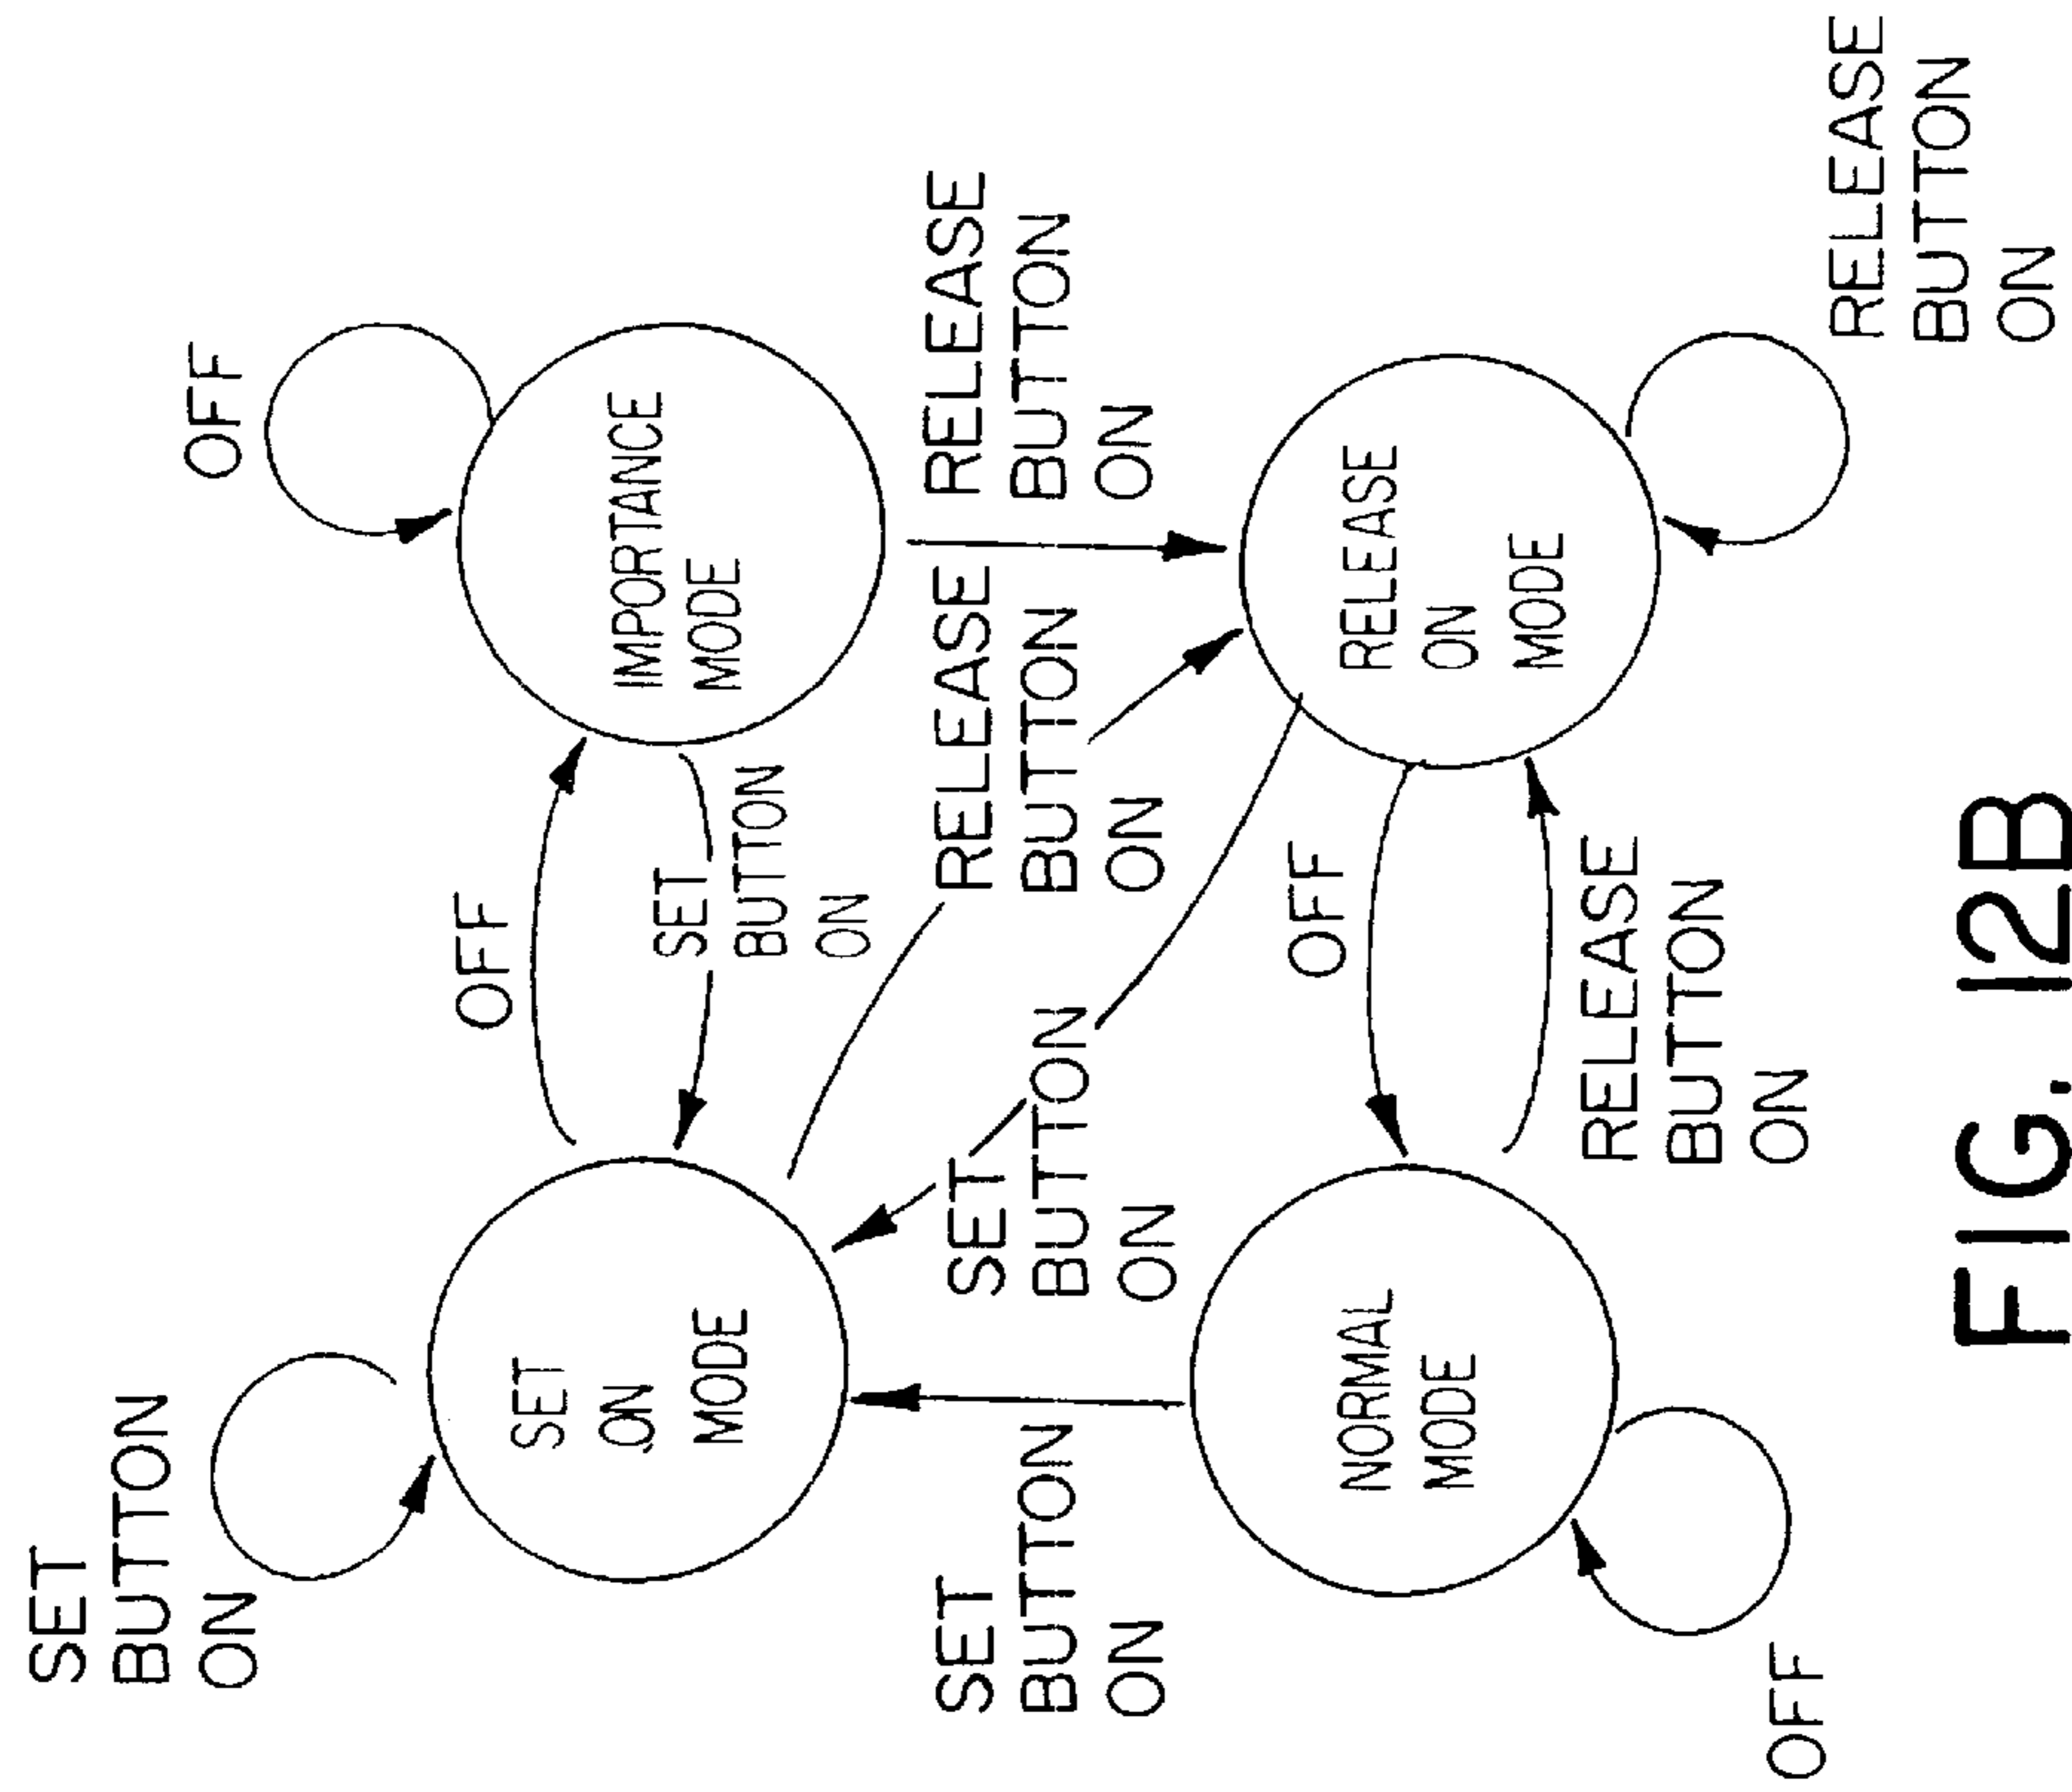 SET
BUTTON
ON
OFF
SET
ON
MODE
OFF
SET
BUTTON
ON
IMPORTANCE
MODE
SET
BUTTON
ON
SET
BUTTON
ON
RELEASE
BUTTON
ON
RELEASE
BUTTON
ON
NORMAL
MODE
OFF
RELEASE
ON
MODE
RELEASE
BUTTON
ON
OFF
RELEASE
BUTTON
ON
FIG. 12B